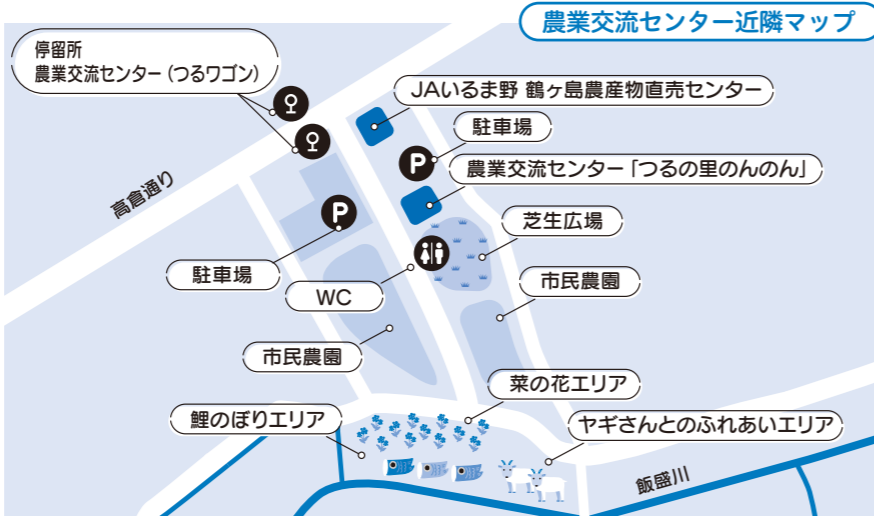 農業交流センター近隣マップ
停留所
農業交流センター(つるワゴン)
JAいるま野 鶴ヶ島農産物直売センター
駐車場
P
農業交流センター「つるの里のんのん」
高倉通り
P
芝生広場
駐車場
WC
市民農園
市民農園
菜の花エリア
鯉のぼりエリア
ヤギさんとのふれあいエリア
飯盛川